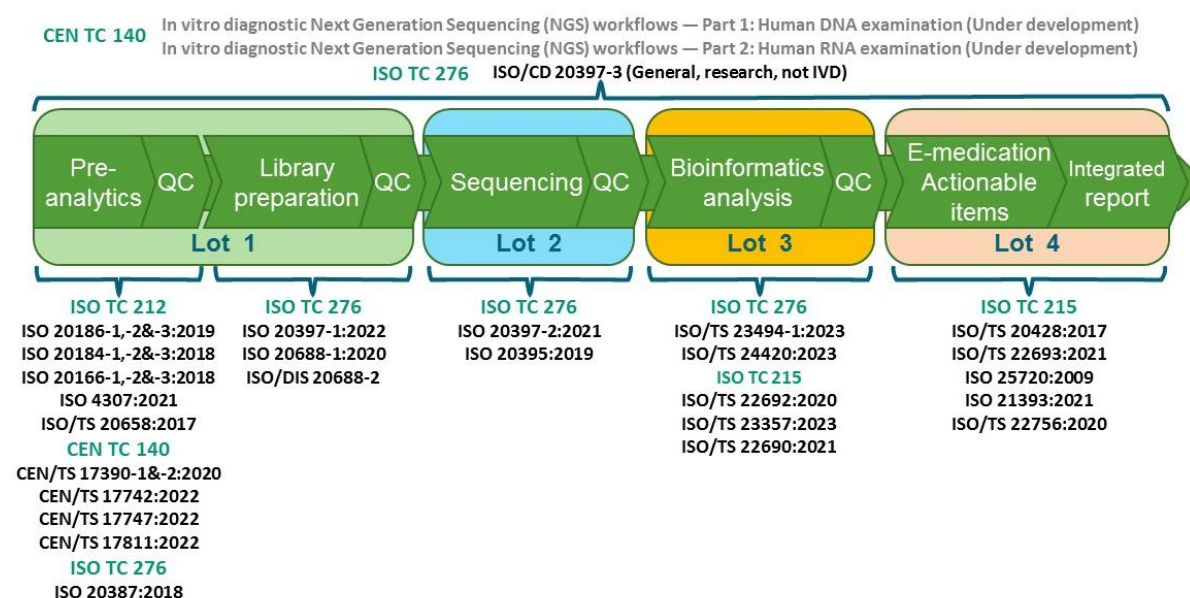 CEN TC 140
In vitro diagnostic Next Generation Sequencing (NGS) workflows — Part 1: Human DNA examination (Under development)
In vitro diagnostic Next Generation Sequencing (NGS) workflows — Part 2: Human RNA examination (Under development)
ISO TC 276 ISO/CD 20397-3 (General, research, not IVD)
Pre-
analytics
QC
Library
preparation
QC
Lot 1
Sequencing
QC
Lot 2
Bioinformatics
analysis
QC
Lot 3
E-medication
Actionable
items
Integrated
report
Lot 4
ISO TC 212
ISO 20186-1,-2&-3:2019
ISO 20184-1,-2&-3:2018
ISO 20166-1,-2&-3:2018
ISO 4307:2021
ISO/TS 20658:2017
CEN TC 140
CEN/TS 17390-1&-2:2020
CEN/TS 17742:2022
CEN/TS 17747:2022
CEN/TS 17811:2022
ISO TC 276
ISO 20387:2018
ISO TC 276
ISO 20397-1:2022
ISO 20688-1:2020
ISO/DIS 20688-2
ISO TC 276
ISO 20397-2:2021
ISO 20395:2019
ISO TC 276
ISO/TS 23494-1:2023
ISO/TS 24420:2023
ISO TC 215
ISO/TS 22692:2020
ISO/TS 23357:2023
ISO/TS 22690:2021
ISO TC 215
ISO/TS 20428:2017
ISO/TS 22693:2021
ISO 25720:2009
ISO 21393:2021
ISO/TS 22756:2020